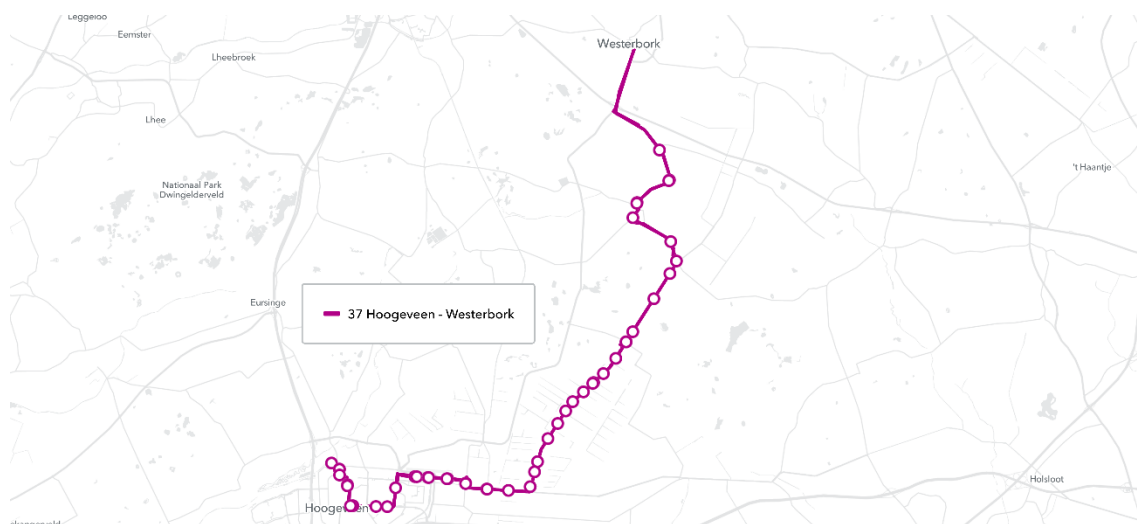 Leggeloo
Eemster
Westerbork
Lheebroek
Lhee
't Haantje
Nationaal Park
Dwingelderveld
Eursinge
37 Hoogeveen - Westerbork
Holsloot
Hoogeveen